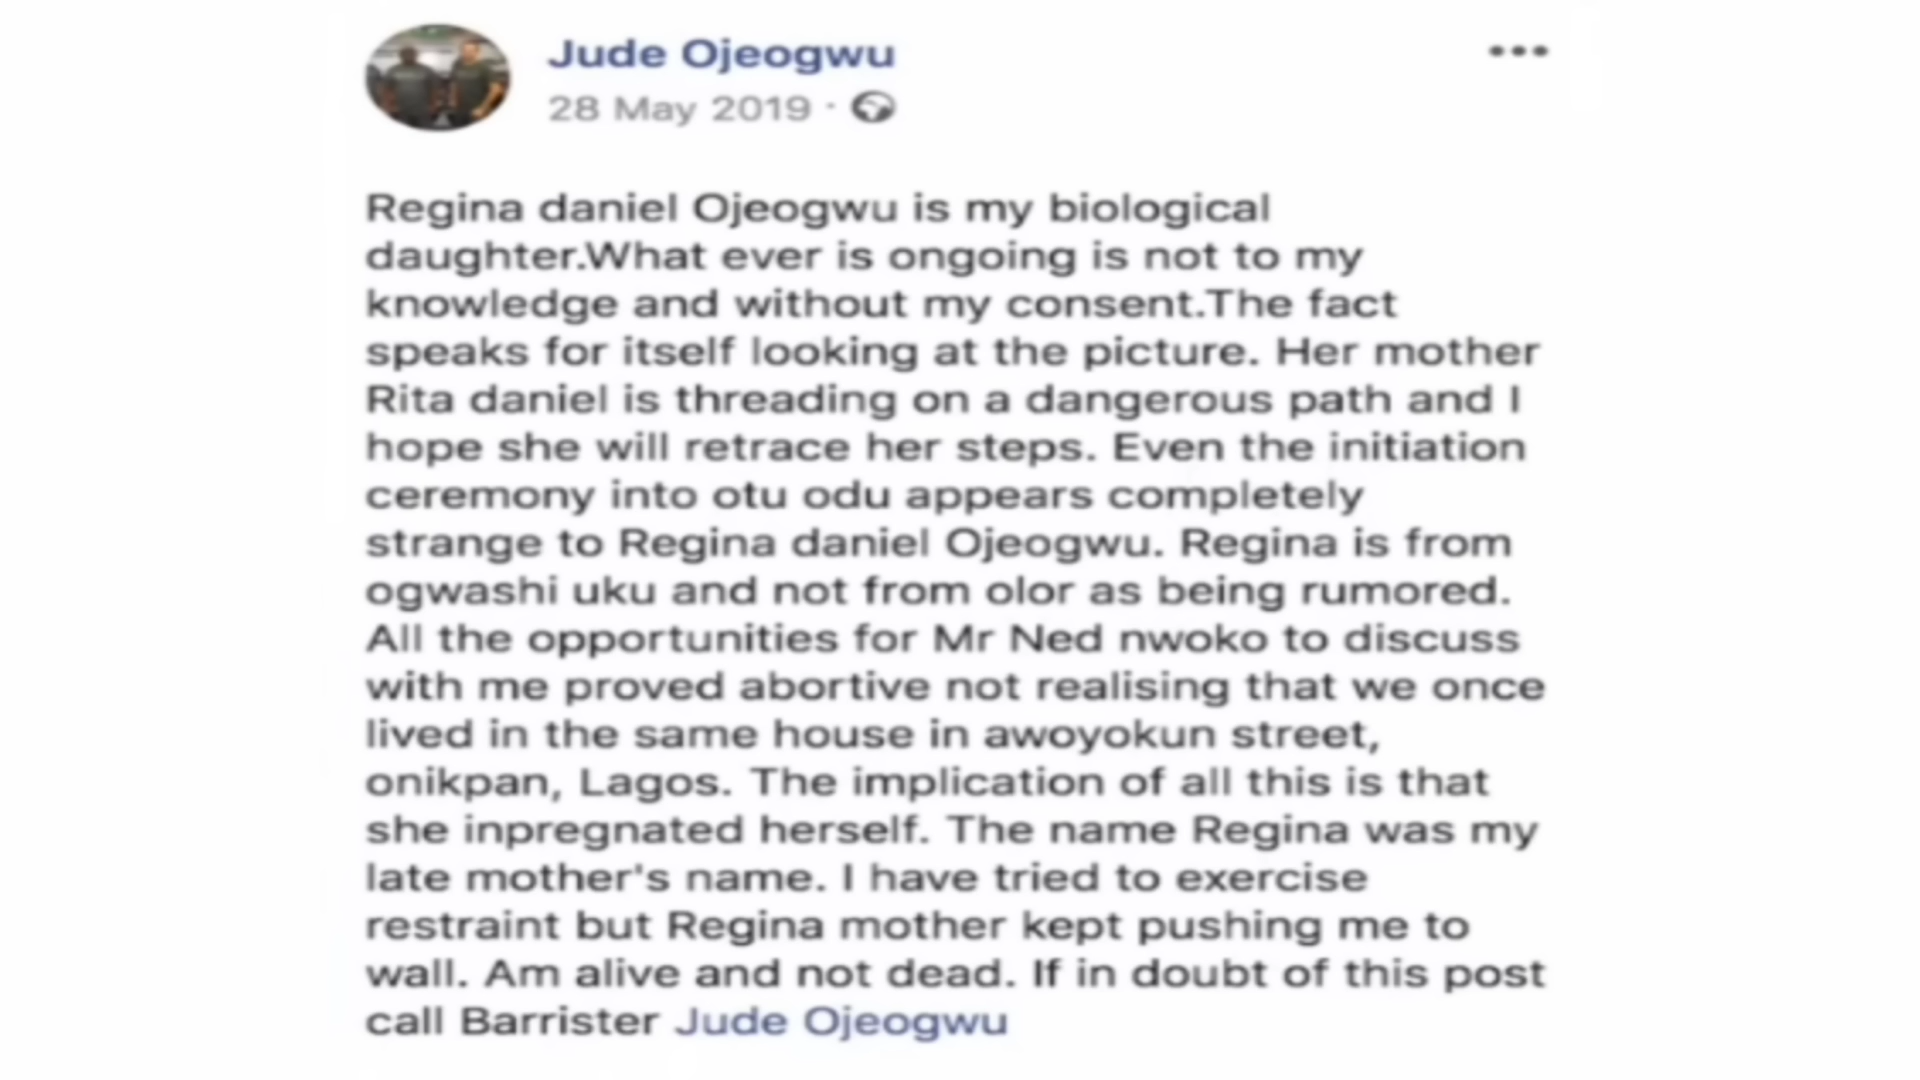 Jude Ojeogwu
28 May 2019 ·
Regina daniel Ojeogwu is my biological
daughter.What ever is ongoing is not to my
knowledge and without my consent.The fact
speaks for itself looking at the picture. Her mother
Rita daniel is threading on a dangerous path and I
hope she will retrace her steps. Even the initiation
ceremony into otu odu appears completely
strange to Regina daniel Ojeogwu. Regina is from
ogwashi uku and not from olor as being rumored.
All the opportunities for Mr Ned nwoko to discuss
with me proved abortive not realising that we once
lived in the same house in awoyokun street,
onikpan, Lagos. The implication of all this is that
she inpregnated herself. The name Regina was my
late mother's name. I have tried to exercise
restraint but Regina mother kept pushing me to
wall. Am alive and not dead. If in doubt of this post
call Barrister Jude Ojeogwu